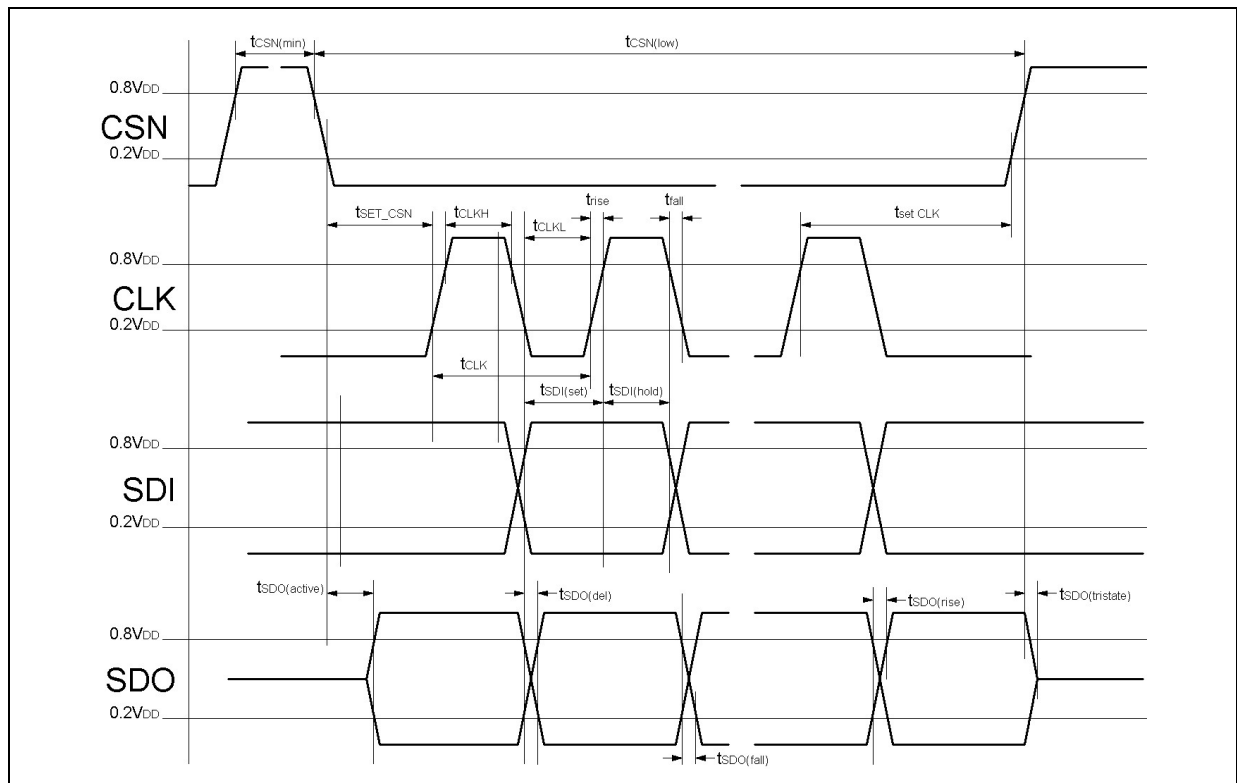 tCSN(min)
tCSN(low)
0.8VDD
CSN
0.2VDD
tSET_CSN
tCLKH
tCLKL
trise
tfall
tset CLK
0.8VDD
CLK
0.2VDD
tCLK
tSDI(set)
tSDI(hold)
0.8VDD
SDI
0.2VDD
tSDO(active)
tSDO(del)
tSDO(rise)
tSDO(tristate)
0.8VDD
SDO
0.2VDD
tSDO(fall)